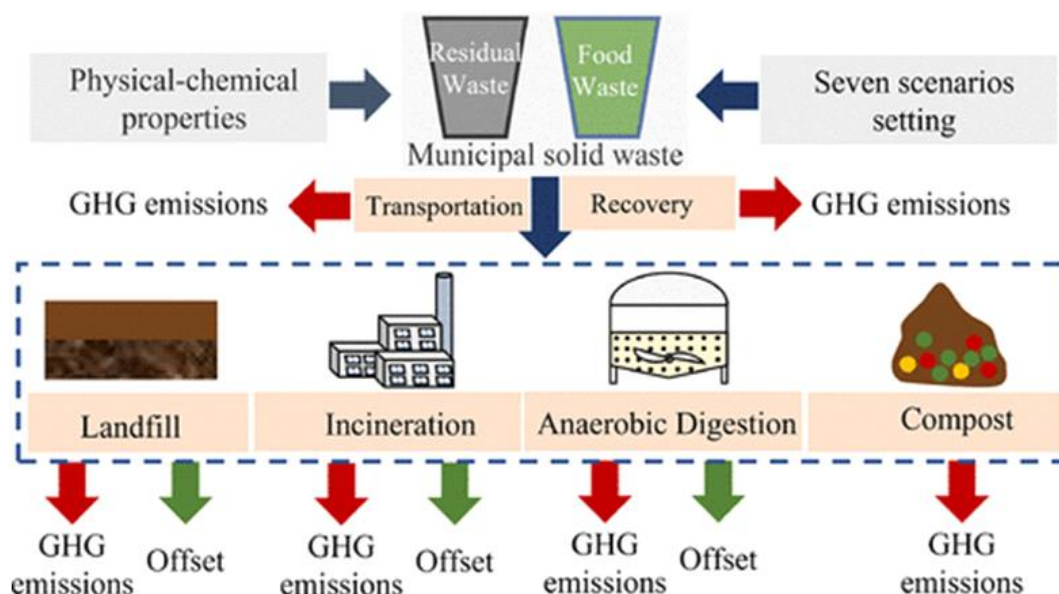 Residual
Waste
Food
Waste
Physical-chemical
properties
Seven scenarios
setting
Municipal solid waste
GHG emissions
Transportation
Recovery
GHG emissions
Landfill
Incineration
Anaerobic Digestion
Compost
GHG
emissions
Offset
GHG
emissions
Offset
GHG
emissions
Offset
GHG
emissions